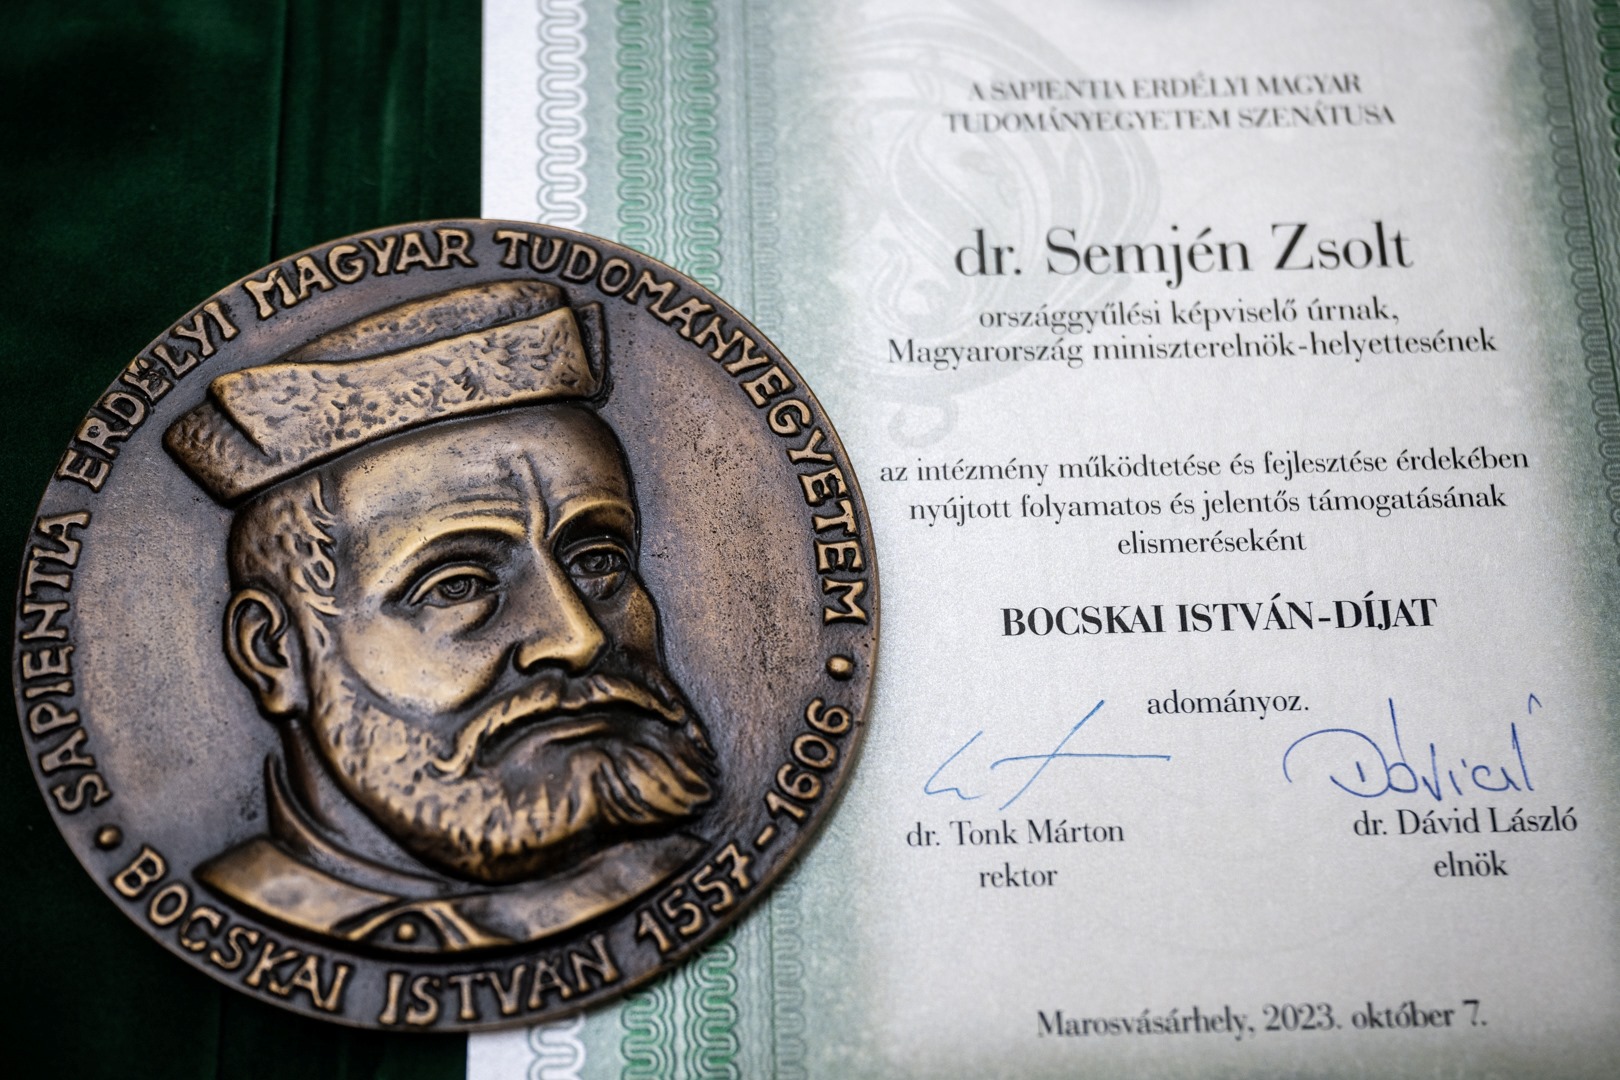 SAPIENTIA ERDÉLYI MAGYAR TUDOMÁNYEGYETEM
BOCSKAI ISTVÁN 1557-1606
A SAPIENTIA ERDÉLYI MAGYAR
TUDOMÁNYEGYETEM SZENÁTUSA
dr. Semjén Zsolt
országgyűlési képviselő úrnak,
Magyarország miniszterelnök-helyettesének
az intézmény működtetése és fejlesztése érdekében
nyújtott folyamatos és jelentős támogatásának
elismeréseként
BOCSKAI ISTVÁN-DÍJAT
adományoz.
dr. Tonk Márton
rektor
Dávid
dr. Dávid László
elnök
Marosvásárhely, 2023. október 7.